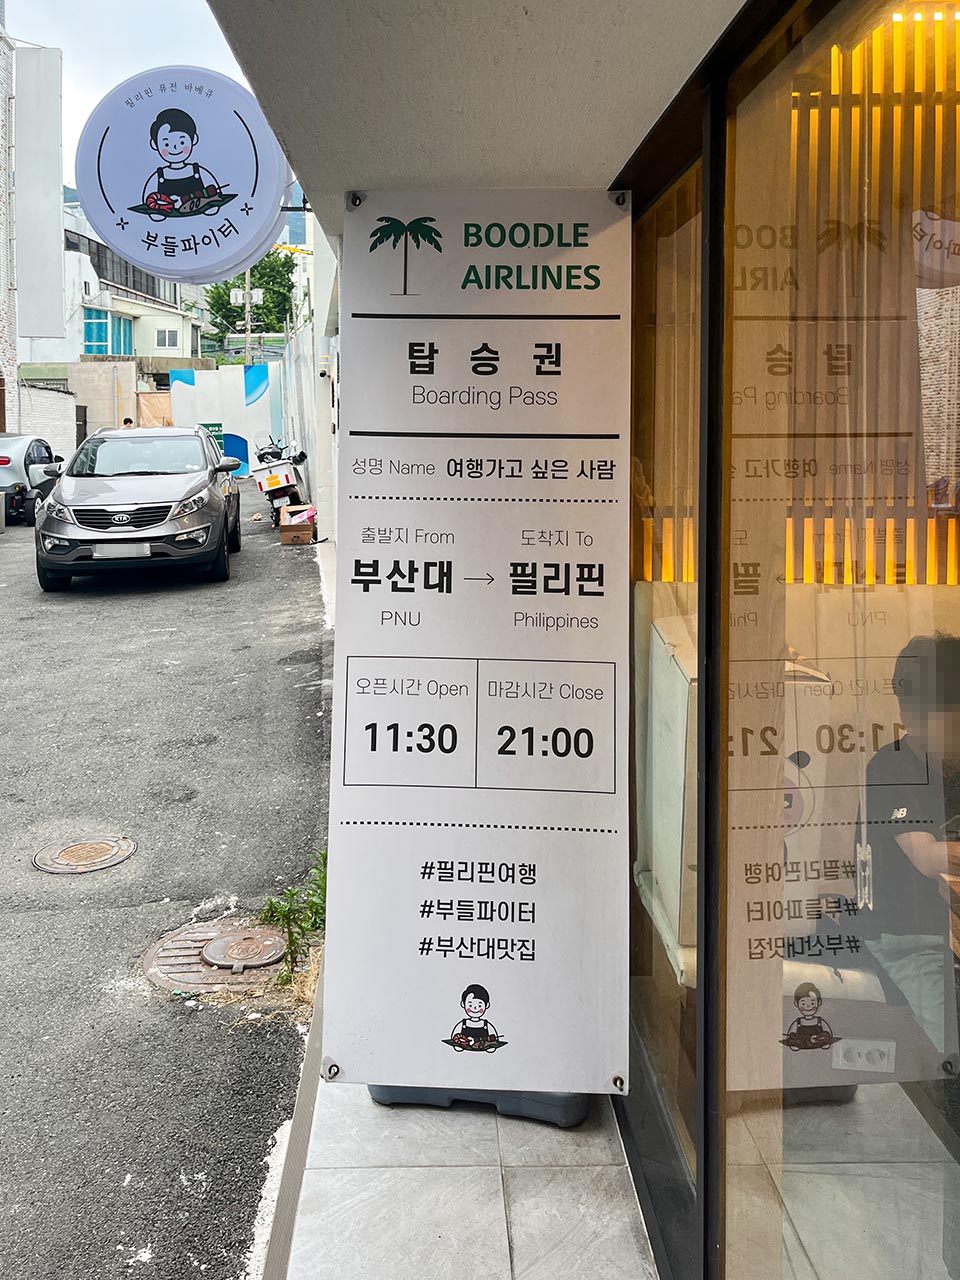 필리핀 퓨전 바베큐
부들파이터
BOODLE
AIRLINES
탑 승 권
Boarding Pass
성명 Name 여행가고 싶은 사람
출발지 From 도착지 To
부산대 → 필리핀
PNU Philippines
오픈시간 Open 마감시간 Close
11:30 21:00
#필리핀여행
#부들파이터
#부산대맛집
KIA
NB